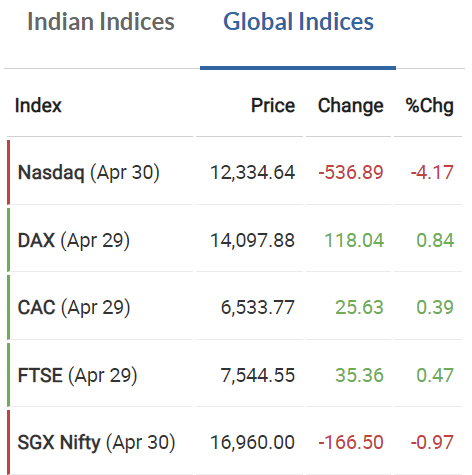 Indian Indices Global Indices
Index Price Change %Chg
Nasdaq (Apr 30) 12,334.64 -536.89 -4.17
DAX (Apr 29) 14,097.88 118.04 0.84
CAC (Apr 29) 6,533.77 25.63 0.39
FTSE (Apr 29) 7,544.55 35.36 0.47
SGX Nifty (Apr 30) 16,960.00 -166.50 -0.97